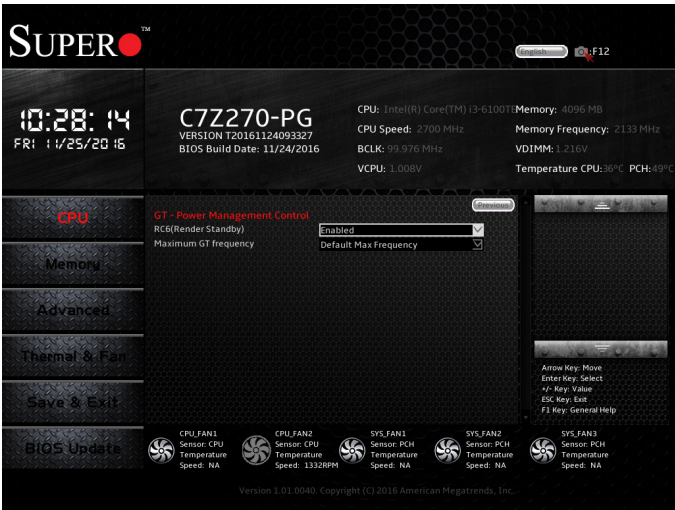 SUPER TM
English :F12
10:28:14
FRI 11/25/2016
C7Z270-PG
VERSION T20161124093327
BIOS Build Date: 11/24/2016
CPU: Intel(R) Core(TM) i3-6100TE
CPU Speed: 2700 MHz
BCLK: 99.976 MHz
VCPU: 1.008V
Memory: 4096 MB
Memory Frequency: 2133 MHz
VDIMM: 1.216V
Temperature CPU:36°C PCH:49°C
CPU
Memory
Advanced
Thermal & Fan
Save & Exit
BIOS Update
Previous
GT - Power Management Control
RC6(Render Standby) Enabled
Maximum GT frequency Default Max Frequency
Arrow Key: Move
Enter Key: Select
+/- Key: Value
ESC Key: Exit
F1 Key: General Help
CPU_FAN1
Sensor: CPU
Temperature
Speed: NA
CPU_FAN2
Sensor: CPU
Temperature
Speed: 1332RPM
SYS_FAN1
Sensor: PCH
Temperature
Speed: NA
SYS_FAN2
Sensor: PCH
Temperature
Speed: NA
SYS_FAN3
Sensor: PCH
Temperature
Speed: NA
Version 1.01.0040. Copyright (C) 2016 American Megatrends, Inc.